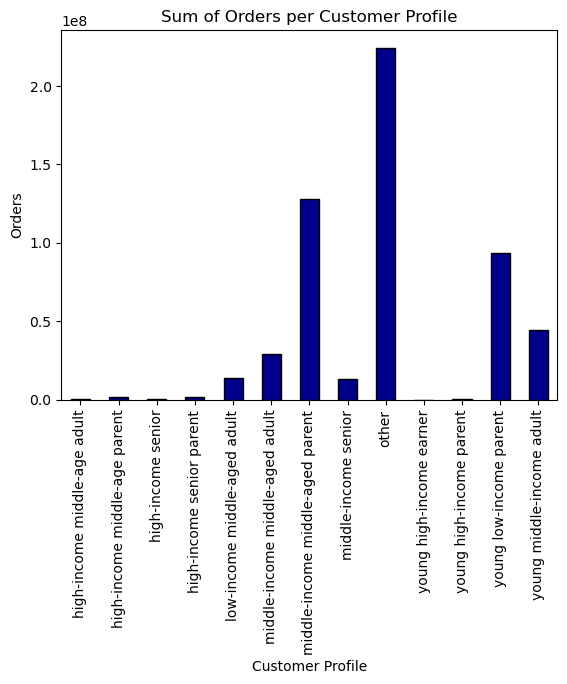 Sum of Orders per Customer Profile
1e8
2.0
1.5
1.0
0.5
0.0
Orders
high-income middle-age adult
high-income middle-age parent
high-income senior
high-income senior parent
low-income middle-aged adult
middle-income middle-aged adult
middle-income middle-aged parent
middle-income senior
other
young high-income earner
young high-income parent
young low-income parent
young middle-income adult
Customer Profile